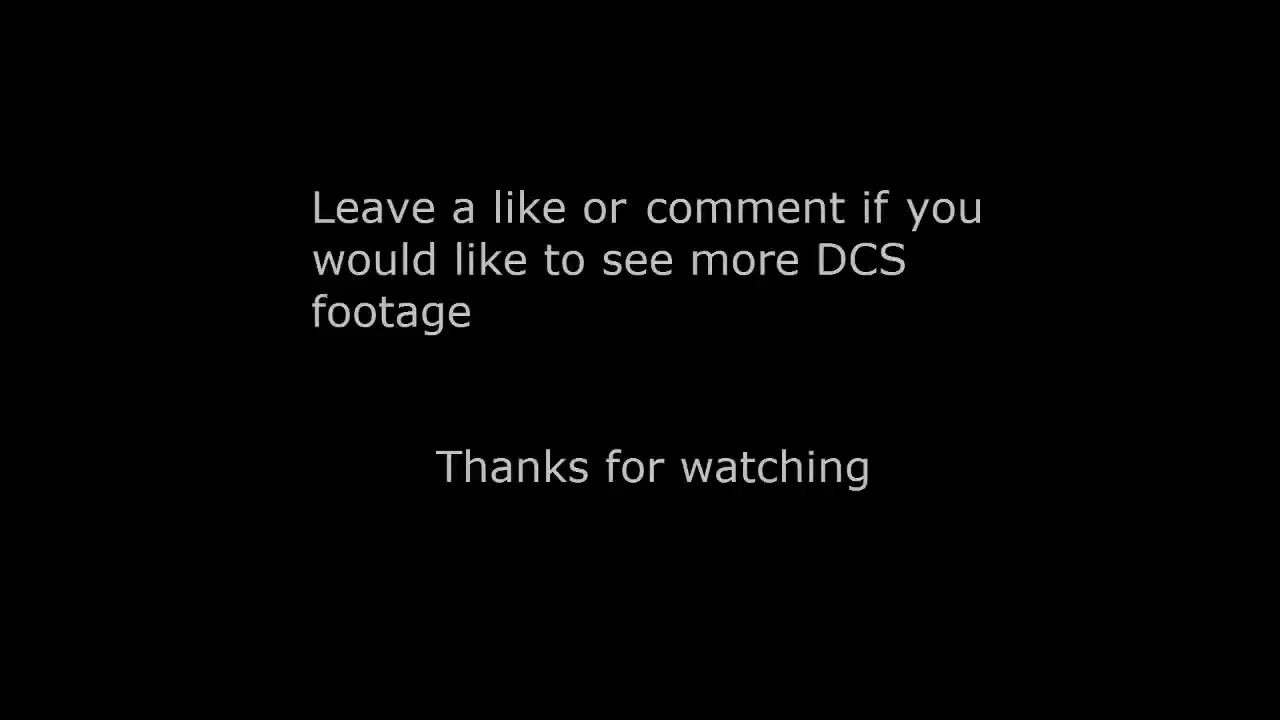 Leave a like or comment if you
would like to see more DCS
footage
Thanks for watching